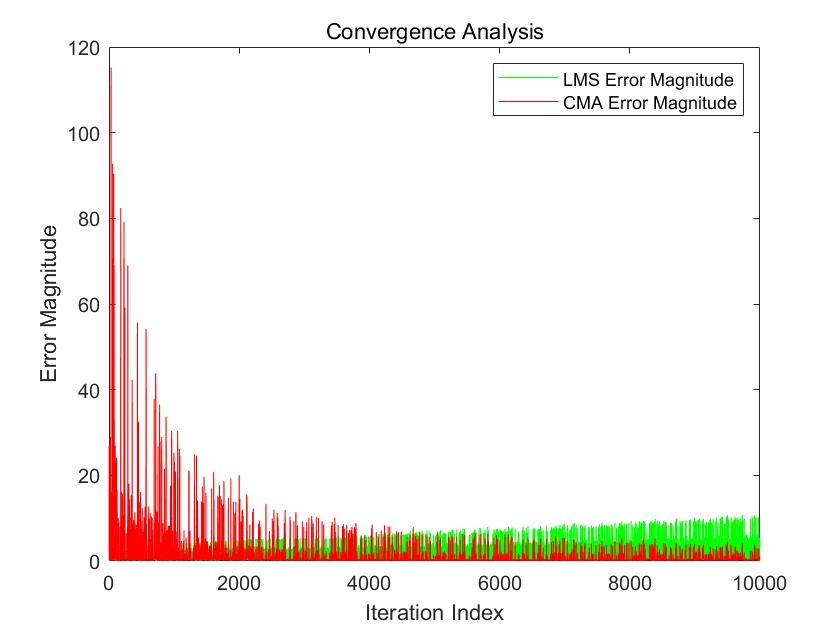 Convergence Analysis
LMS Error Magnitude
CMA Error Magnitude
120
100
80
60
40
20
0
Error Magnitude
0 2000 4000 6000 8000 10000
Iteration Index